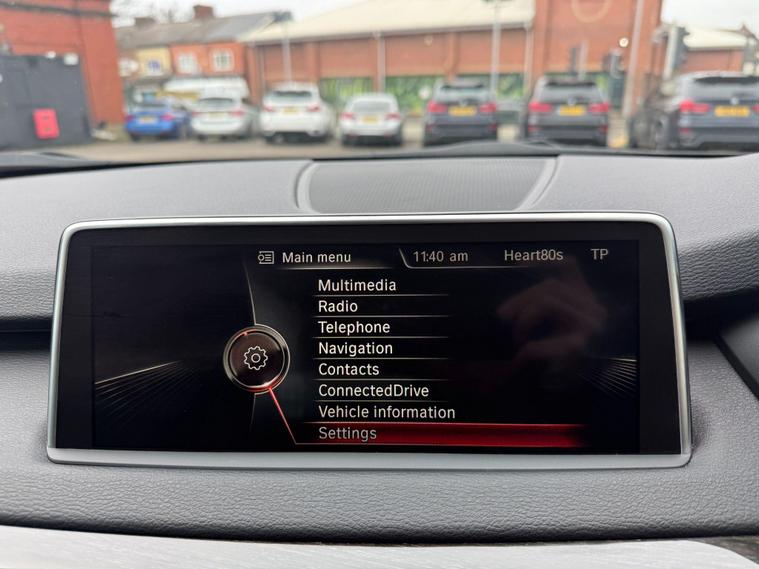 Main menu 11:40 am Heart80s TP
Multimedia
Radio
Telephone
Navigation
Contacts
ConnectedDrive
Vehicle information
Settings